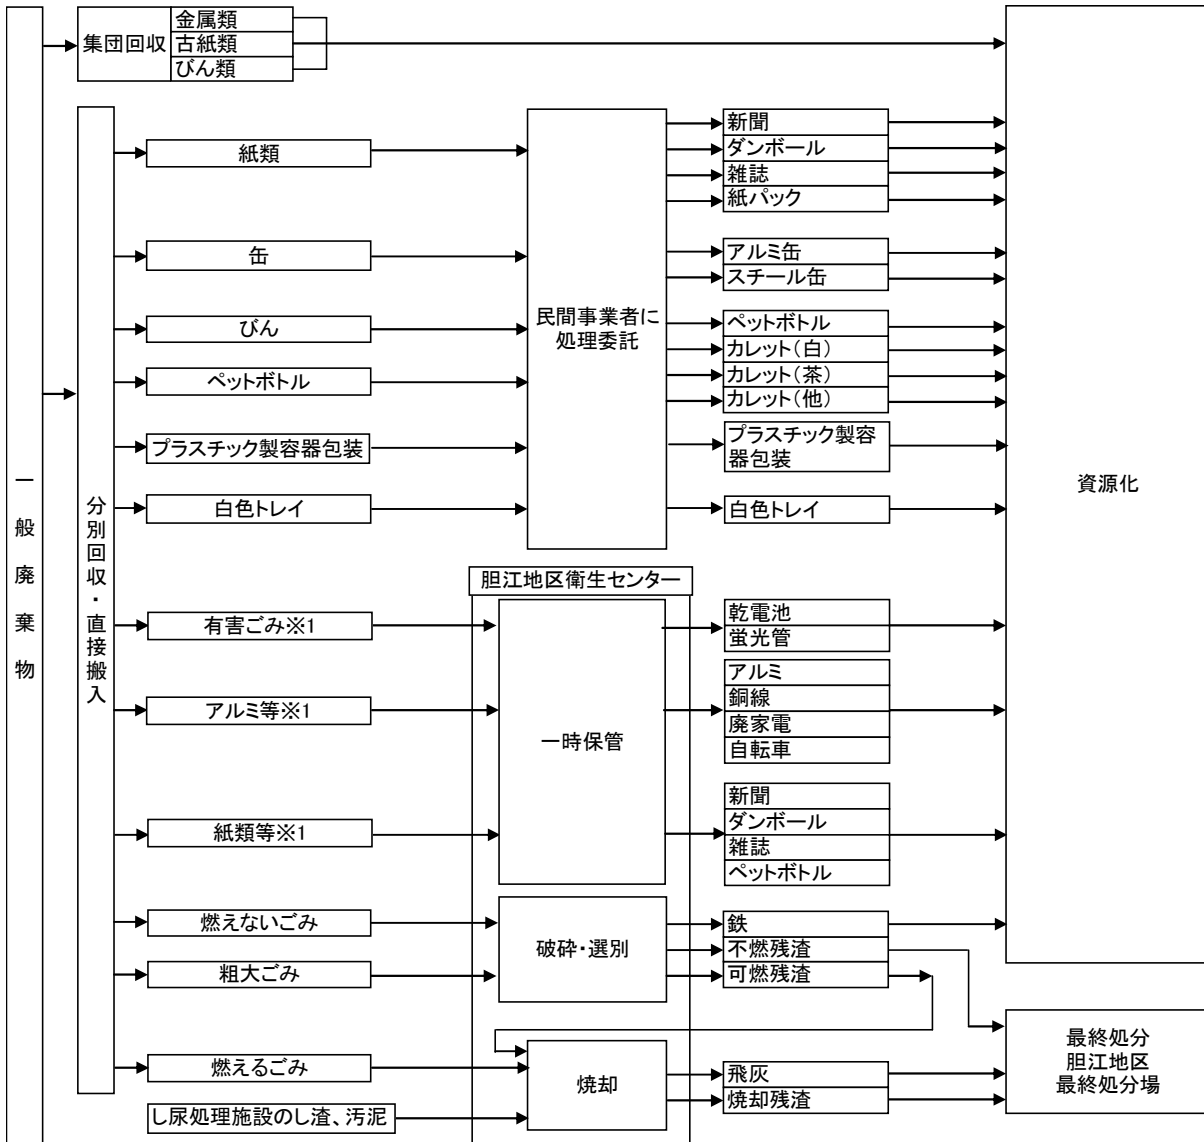 一般廃棄物
集団回収
金属類
古紙類
びん類
分別回収・直接搬入
紙類
缶
びん
ペットボトル
プラスチック製容器包装
白色トレイ
有害ごみ※1
アルミ等※1
紙類等※1
燃えないごみ
粗大ごみ
燃えるごみ
し尿処理施設のし渣、汚泥
民間事業者に
処理委託
胆江地区衛生センター
一時保管
破砕・選別
焼却
新聞
ダンボール
雑誌
紙パック
アルミ缶
スチール缶
ペットボトル
カレット(白)
カレット(茶)
カレット(他)
プラスチック製容
器包装
白色トレイ
乾電池
蛍光管
アルミ
銅線
廃家電
自転車
新聞
ダンボール
雑誌
ペットボトル
鉄
不燃残渣
可燃残渣
飛灰
焼却残渣
資源化
最終処分
胆江地区
最終処分場